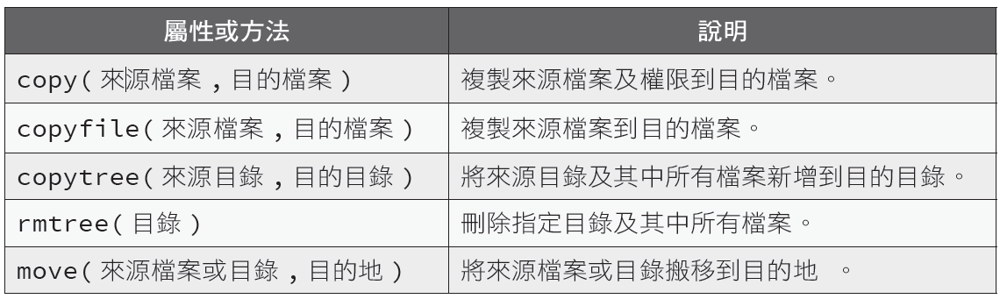 屬性或方法 說明
copy( 來源檔案 , 目的檔案 ) 複製來源檔案及權限到目的檔案。
copyfile( 來源檔案 , 目的檔案 ) 複製來源檔案到目的檔案。
copytree( 來源目錄 , 目的目錄 ) 將來源目錄及其中所有檔案新增到目的目錄。
rmtree( 目錄 ) 刪除指定目錄及其中所有檔案。
move( 來源檔案或目錄 , 目的地 ) 將來源檔案或目錄搬移到目的地 。